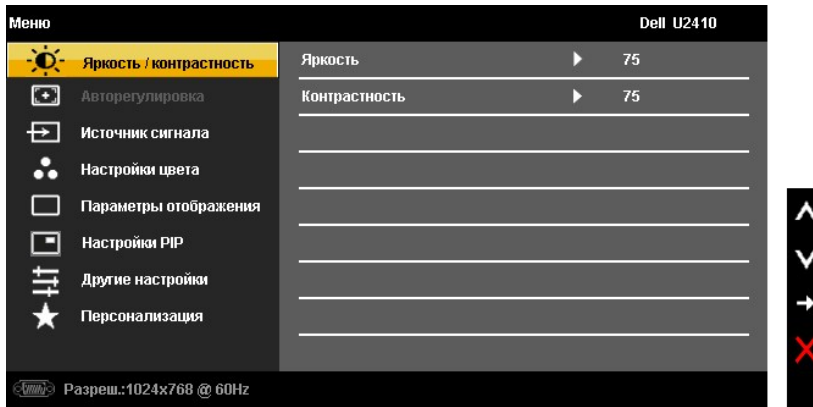 Меню Dell U2410
Яркость / контрастность Яркость 75
Авторегулировка Контрастность 75
Источник сигнала
Настройки цвета
Параметры отображения
Настройки PIP
Другие настройки
Персонализация
Разреш.:1024x768 @ 60Hz